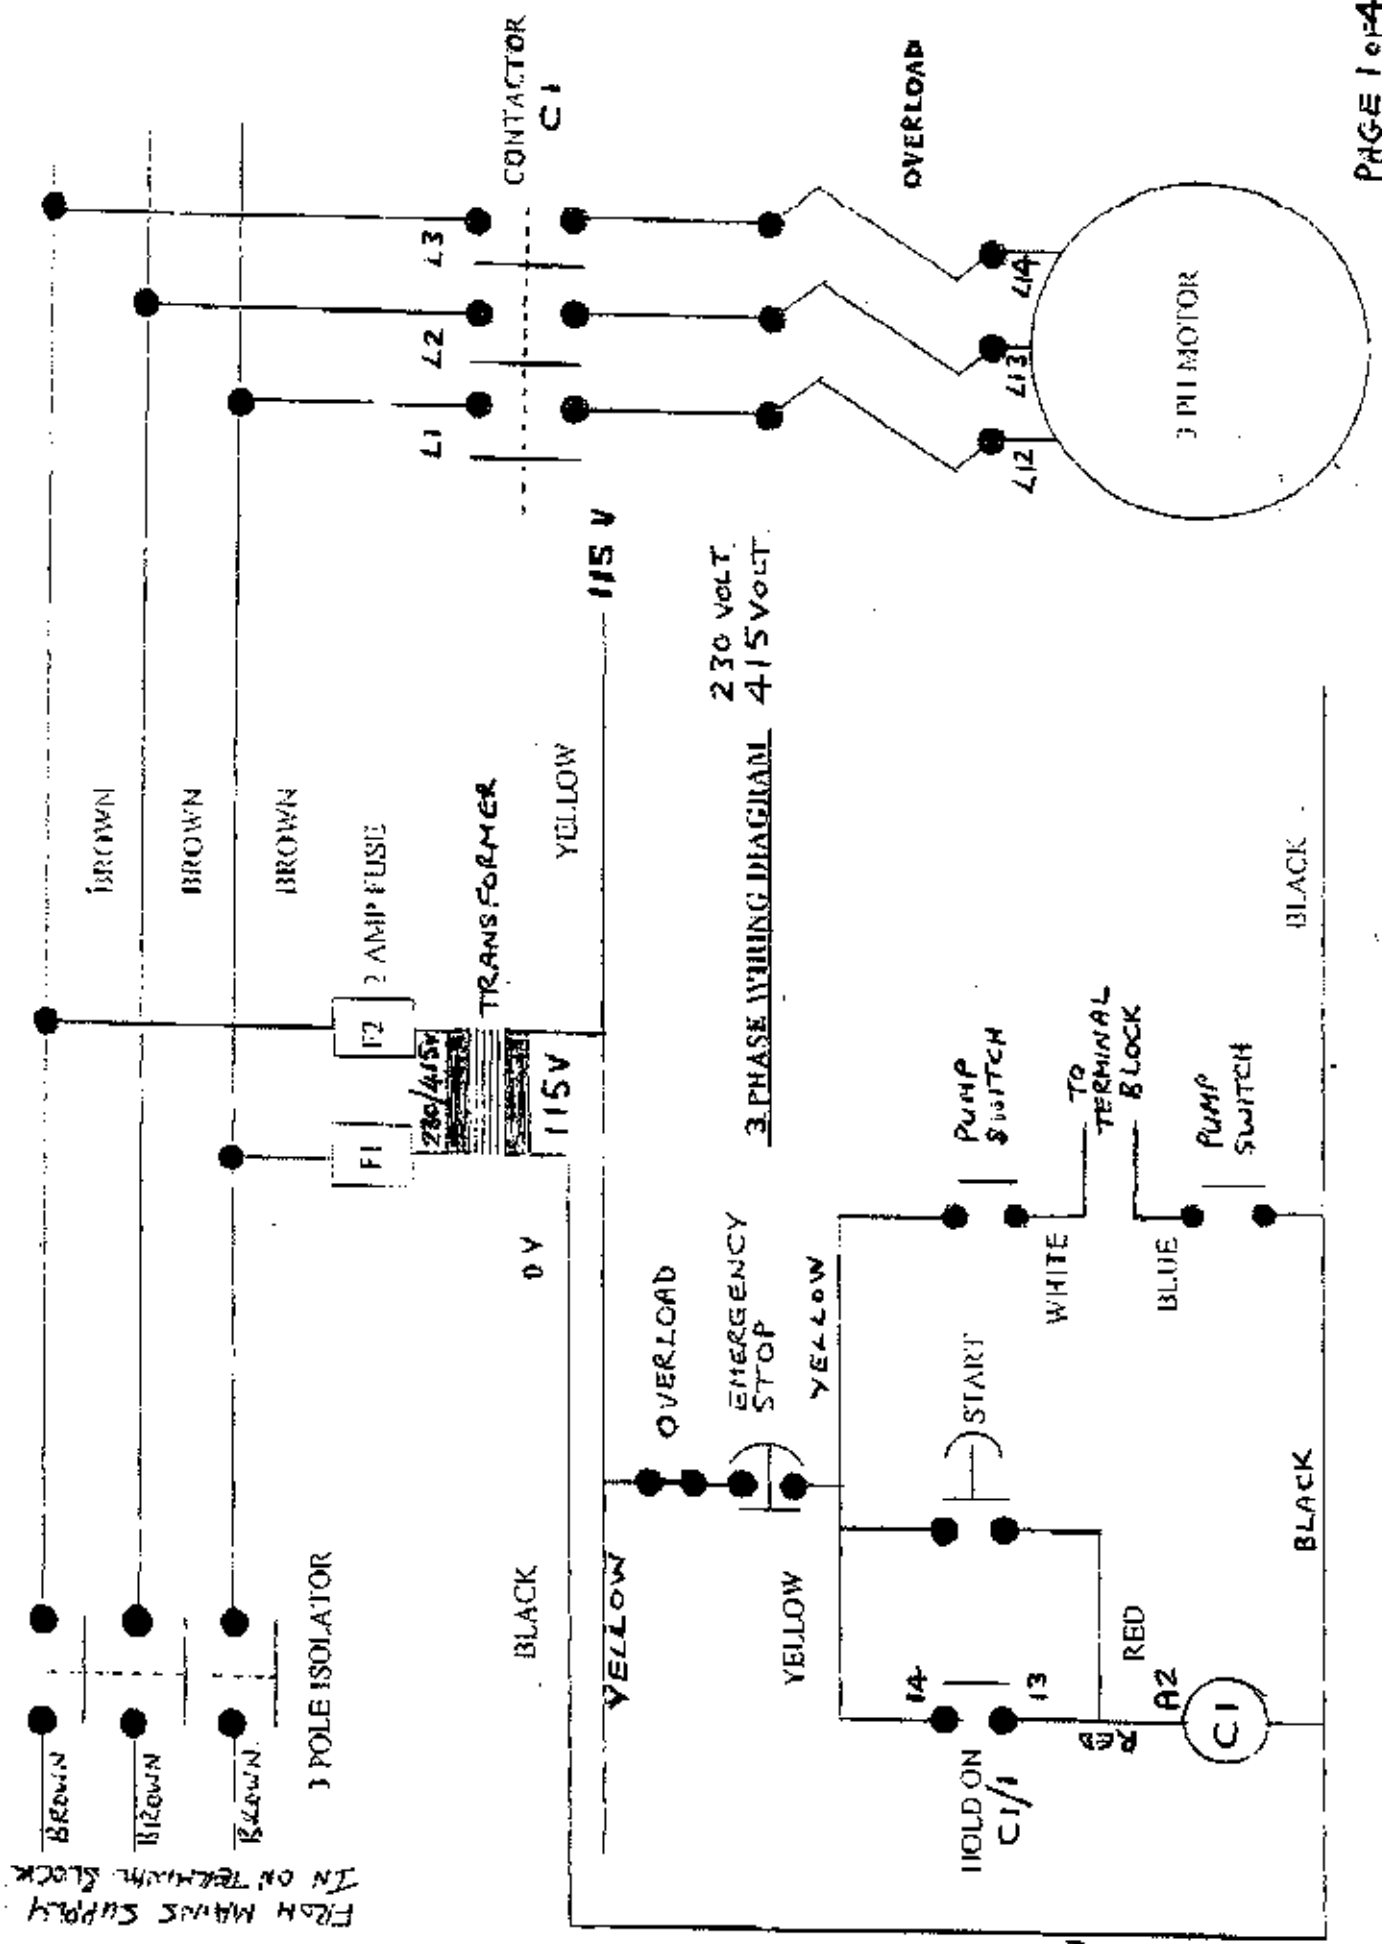 FROM MAINS SUPPLY
IN ON TERMINAL BLOCK
BROWN
BROWN
BROWN
3 POLE ISOLATOR
BROWN
BROWN
BROWN
F1
F2
2 AMP FUSE
230/415V
TRANSFORMER
115V
0V
BLACK
YELLOW
YELLOW
115 V
L1
L2
L3
CONTACTOR
C1
OVERLOAD
L12
L13
L14
3 PH MOTOR
3 PHASE WIRING DIAGRAM
230 VOLT
415 VOLT
OVERLOAD
EMERGENCY
STOP
YELLOW
YELLOW
HOLD ON
C1/1
14
13
START
RED
RED
A2
C1
PUMP
SWITCH
WHITE
TO
TERMINAL
BLOCK
BLUE
PUMP
SWITCH
BLACK
BLACK
PAGE 1 OF 4